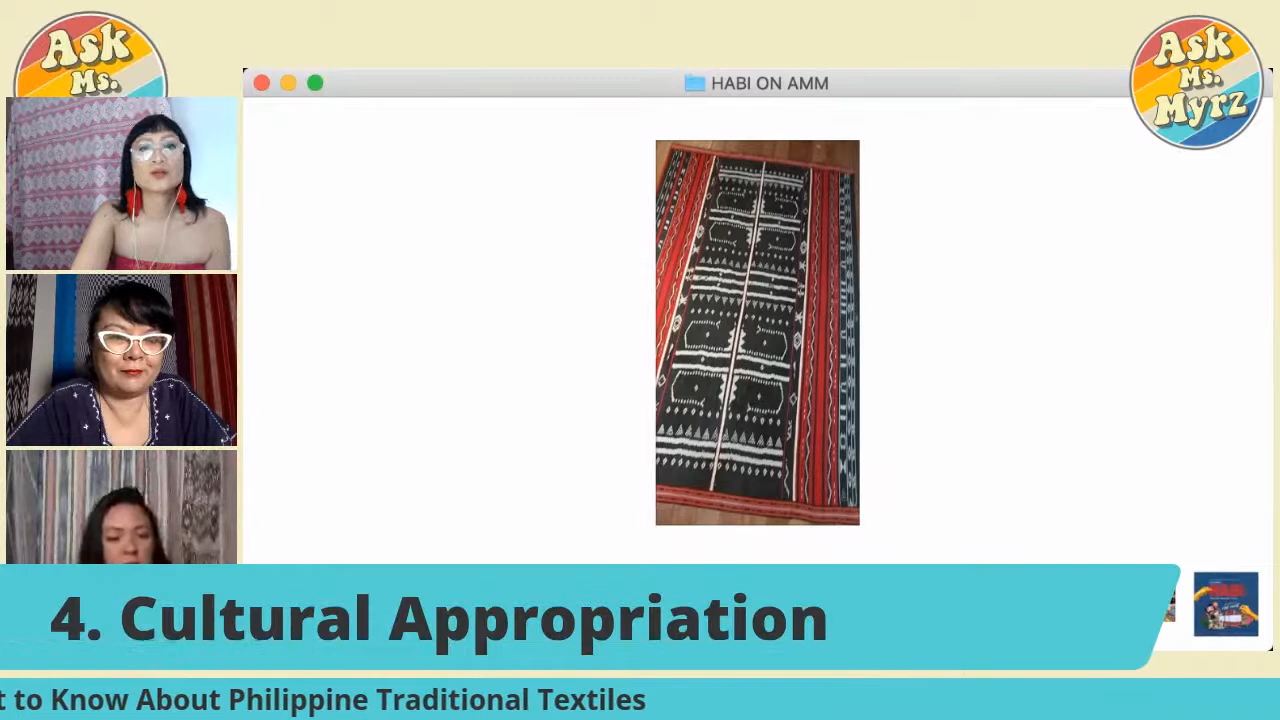 Ask
Ms.
HABI ON AMM
Ask
Ms.
Myrz
4. Cultural Appropriation
t to Know About Philippine Traditional Textiles